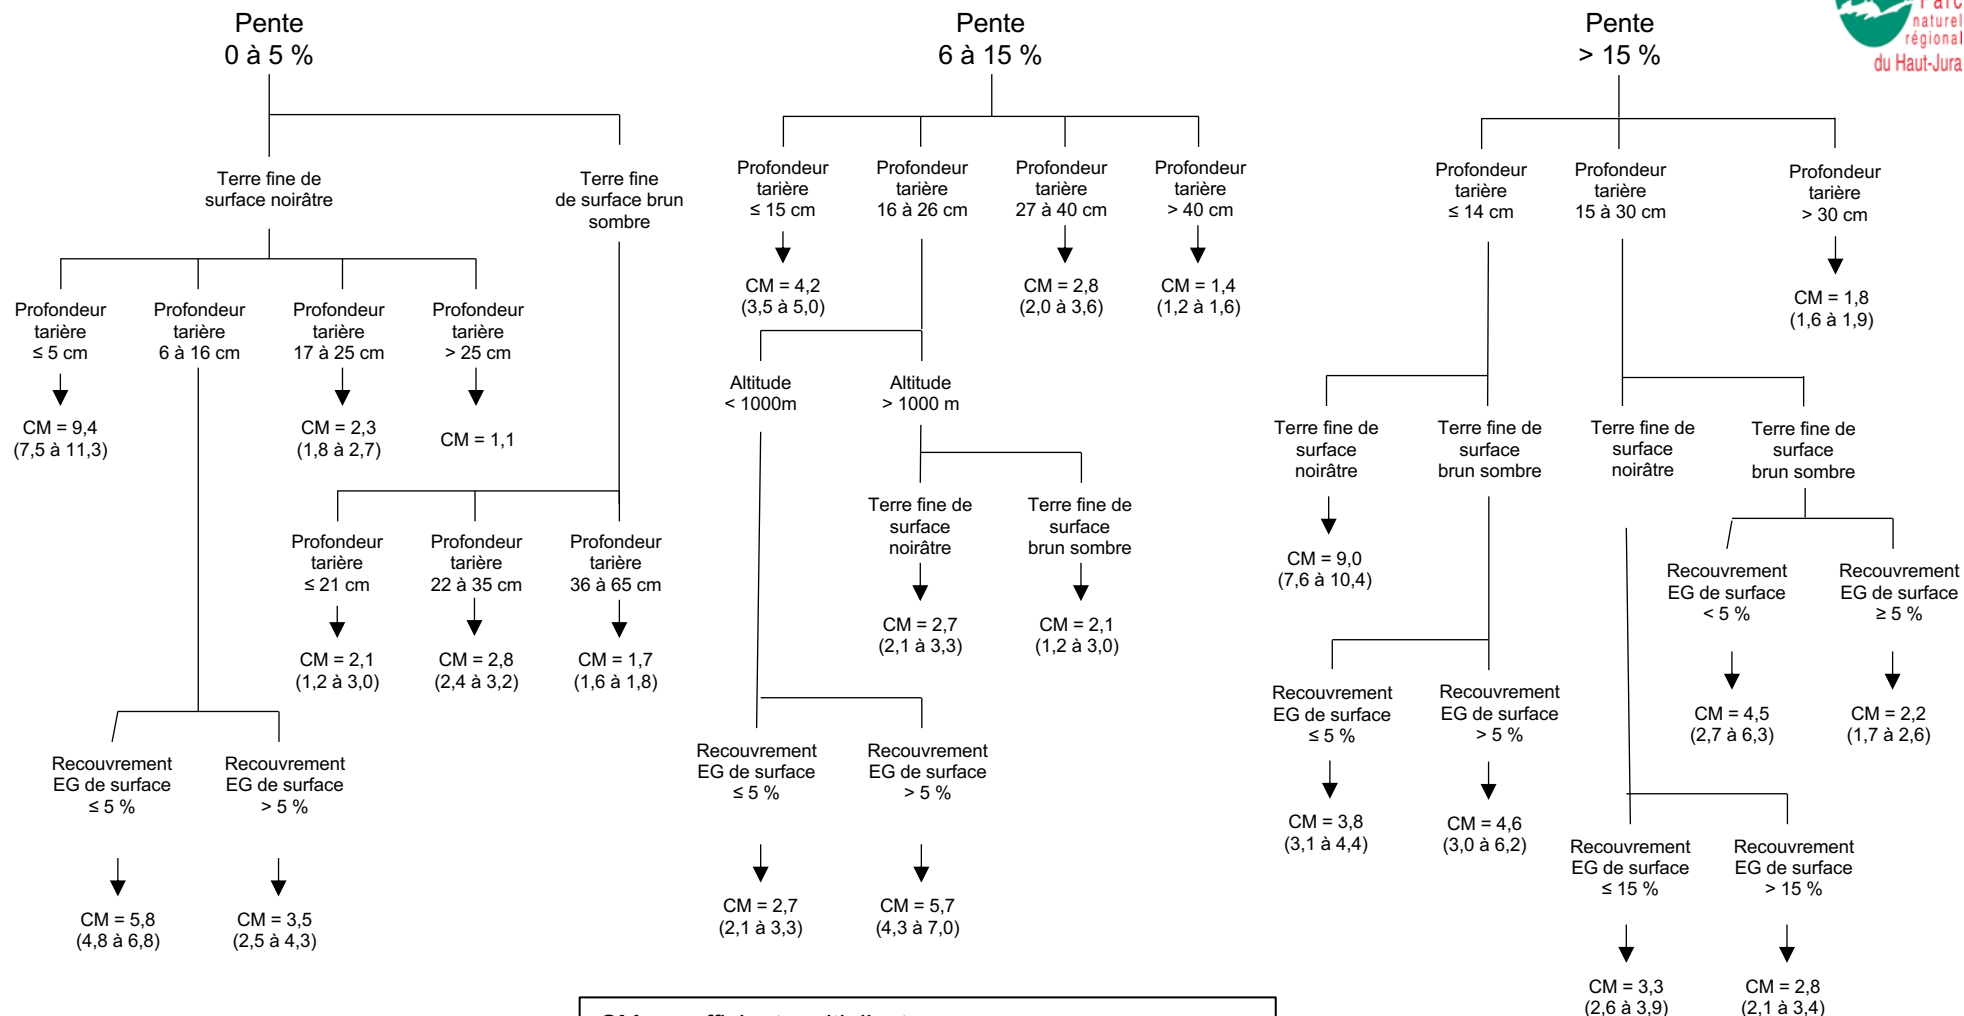 Parc
naturel
régional
du Haut-Jura
Pente
0 à 5 %
Terre fine de
surface noirâtre
Terre fine
de surface brun
sombre
Profondeur
tarière
≤ 5 cm
CM = 9,4
(7,5 à 11,3)
Profondeur
tarière
6 à 16 cm
Profondeur
tarière
17 à 25 cm
CM = 2,3
(1,8 à 2,7)
Profondeur
tarière
> 25 cm
CM = 1,1
Profondeur
tarière
≤ 21 cm
CM = 2,1
(1,2 à 3,0)
Profondeur
tarière
22 à 35 cm
CM = 2,8
(2,4 à 3,2)
Profondeur
tarière
36 à 65 cm
CM = 1,7
(1,6 à 1,8)
Recouvrement
EG de surface
≤ 5 %
CM = 5,8
(4,8 à 6,8)
Recouvrement
EG de surface
> 5 %
CM = 3,5
(2,5 à 4,3)
Pente
6 à 15 %
Profondeur
tarière
≤ 15 cm
CM = 4,2
(3,5 à 5,0)
Profondeur
tarière
16 à 26 cm
Profondeur
tarière
27 à 40 cm
CM = 2,8
(2,0 à 3,6)
Profondeur
tarière
> 40 cm
CM = 1,4
(1,2 à 1,6)
Altitude
< 1000m
Altitude
> 1000 m
Terre fine de
surface
noirâtre
CM = 2,7
(2,1 à 3,3)
Terre fine de
surface
brun sombre
CM = 2,1
(1,2 à 3,0)
Recouvrement
EG de surface
≤ 5 %
CM = 2,7
(2,1 à 3,3)
Recouvrement
EG de surface
> 5 %
CM = 5,7
(4,3 à 7,0)
Pente
> 15 %
Profondeur
tarière
≤ 14 cm
Profondeur
tarière
15 à 30 cm
Profondeur
tarière
> 30 cm
CM = 1,8
(1,6 à 1,9)
Terre fine de
surface
noirâtre
CM = 9,0
(7,6 à 10,4)
Terre fine de
surface
brun sombre
Terre fine de
surface
noirâtre
Terre fine de
surface
brun sombre
Recouvrement
EG de surface
< 5 %
CM = 4,5
(2,7 à 6,3)
Recouvrement
EG de surface
≥ 5 %
CM = 2,2
(1,7 à 2,6)
Recouvrement
EG de surface
≤ 5 %
CM = 3,8
(3,1 à 4,4)
Recouvrement
EG de surface
> 5 %
CM = 4,6
(3,0 à 6,2)
Recouvrement
EG de surface
≤ 15 %
CM = 3,3
(2,6 à 3,9)
Recouvrement
EG de surface
> 15 %
CM = 2,8
(2,1 à 3,4)